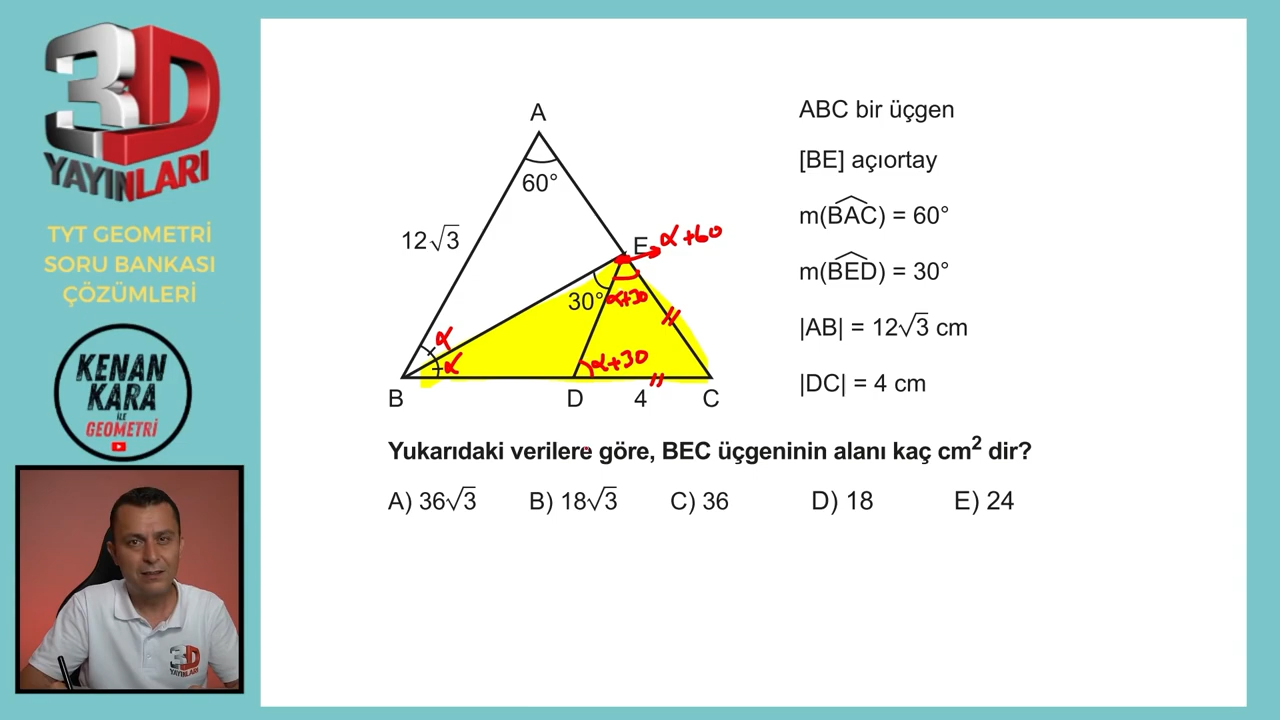 3D
YAYINLARI
TYT GEOMETRİ
SORU BANKASI
ÇÖZÜMLERİ
KENAN
KARA
İLE
GEOMETRİ
3D
YAYINLARI
A
60°
12√3
E
α+60
30°
α+30
α
α
α+30
B
D
4
C
ABC bir üçgen
[BE] açıortay
m(BAC) = 60°
m(BED) = 30°
|AB| = 12√3 cm
|DC| = 4 cm
Yukarıdaki verilere göre, BEC üçgeninin alanı kaç cm² dir?
A) 36√3 B) 18√3 C) 36 D) 18 E) 24